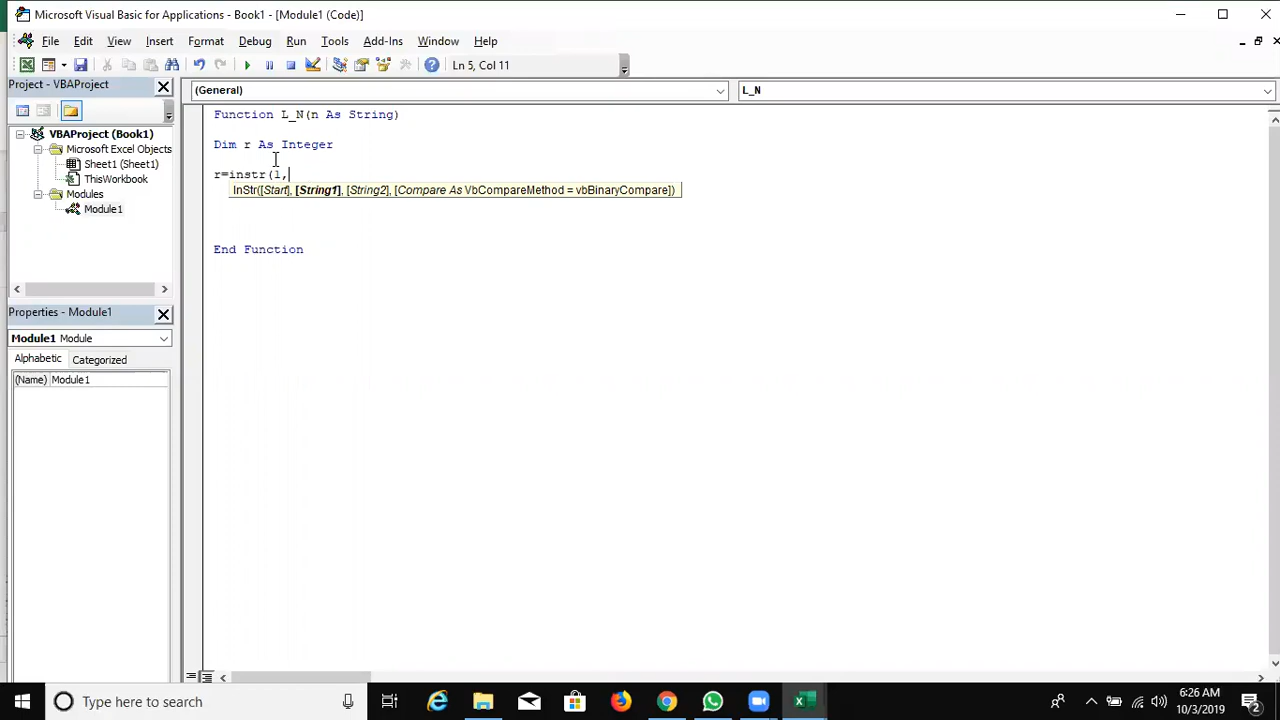 Microsoft Visual Basic for Applications - Book1 - [Module1 (Code)]
File Edit View Insert Format Debug Run Tools Add-Ins Window Help
Ln 5, Col 11
Project - VBAProject
(General)
L_N
VBAProject (Book1)
Microsoft Excel Objects
Sheet1 (Sheet1)
ThisWorkbook
Modules
Module1
Function L_N(n As String)
Dim r As Integer
r=instr(1,
InStr([Start], [String1], [String2], [Compare As VbCompareMethod = vbBinaryCompare])
End Function
Properties - Module1
Module1 Module
Alphabetic Categorized
(Name) Module1
Type here to search
6:26 AM
10/3/2019
2